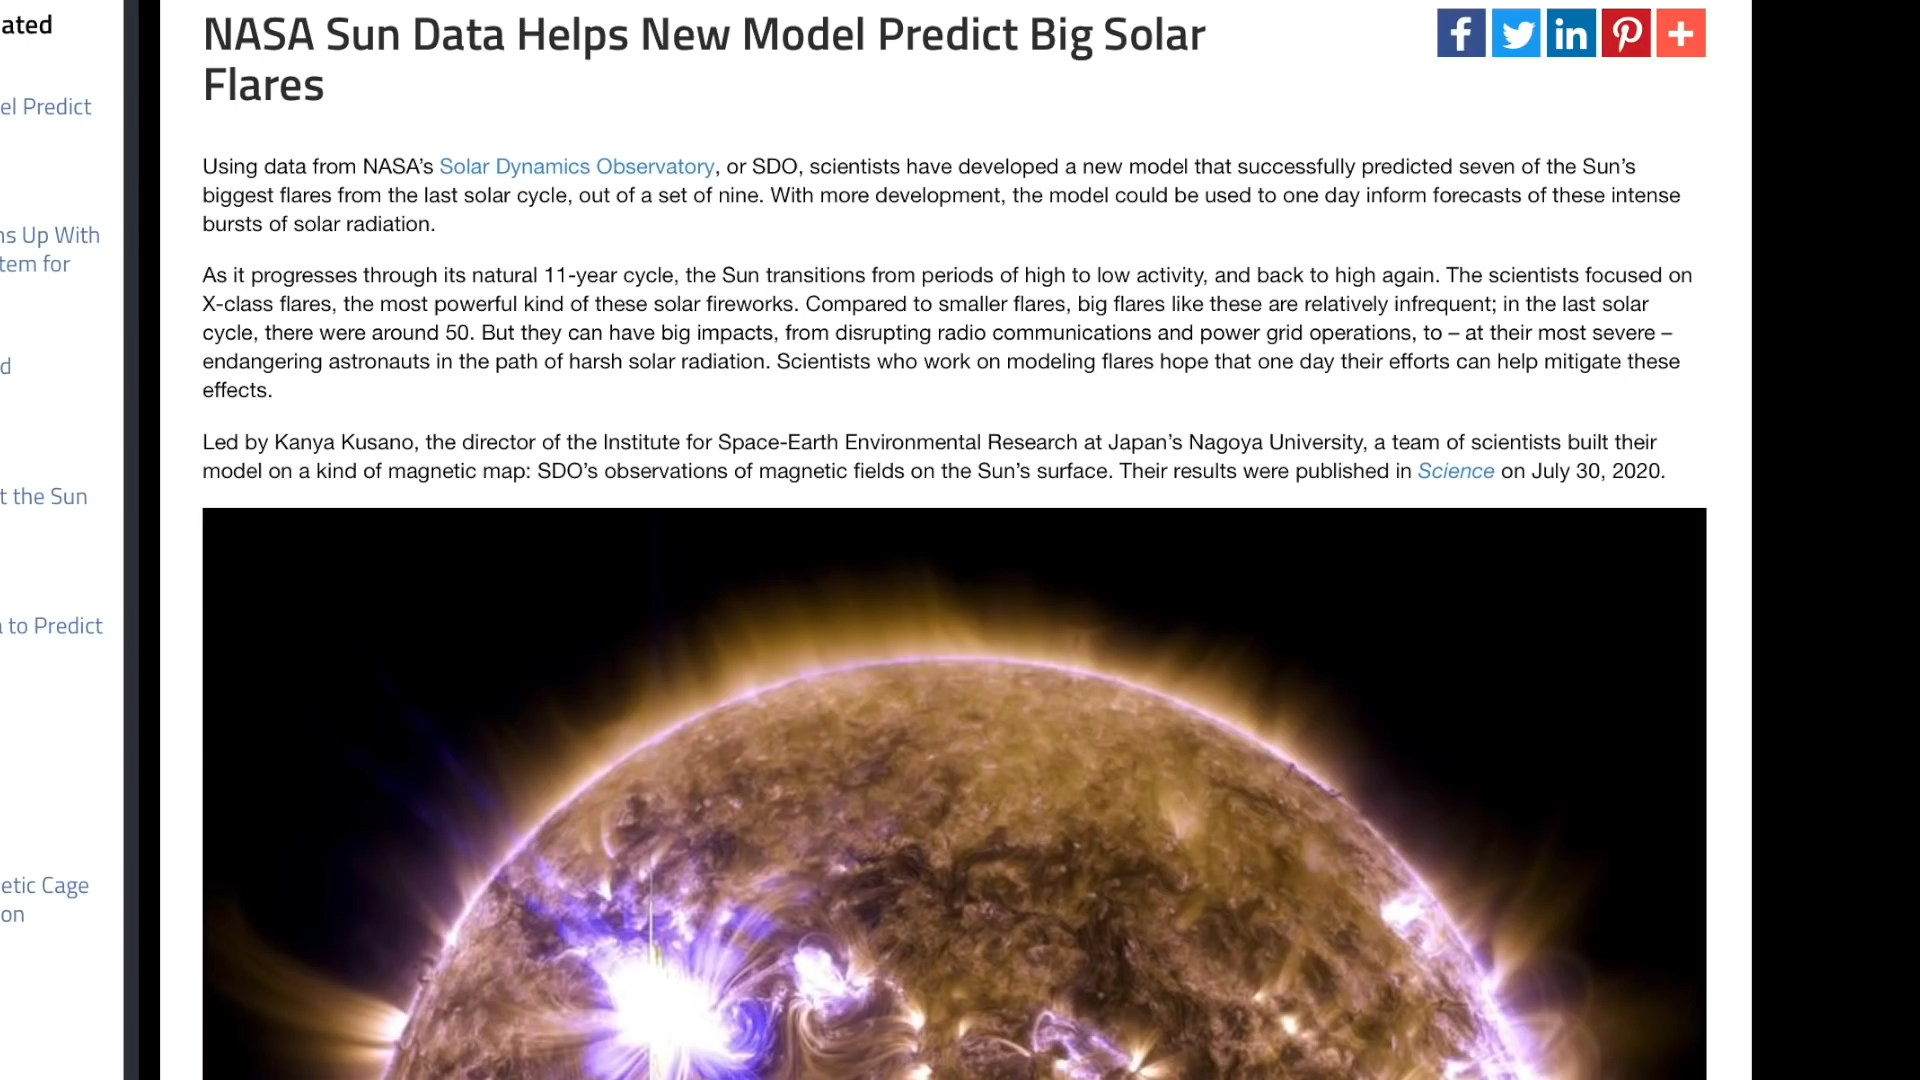 ated
el Predict
ns Up With
tem for
d
t the Sun
to Predict
etic Cage
on
NASA Sun Data Helps New Model Predict Big Solar
Flares
Using data from NASA’s Solar Dynamics Observatory, or SDO, scientists have developed a new model that successfully predicted seven of the Sun’s
biggest flares from the last solar cycle, out of a set of nine. With more development, the model could be used to one day inform forecasts of these intense
bursts of solar radiation.
As it progresses through its natural 11-year cycle, the Sun transitions from periods of high to low activity, and back to high again. The scientists focused on
X-class flares, the most powerful kind of these solar fireworks. Compared to smaller flares, big flares like these are relatively infrequent; in the last solar
cycle, there were around 50. But they can have big impacts, from disrupting radio communications and power grid operations, to – at their most severe –
endangering astronauts in the path of harsh solar radiation. Scientists who work on modeling flares hope that one day their efforts can help mitigate these
effects.
Led by Kanya Kusano, the director of the Institute for Space-Earth Environmental Research at Japan’s Nagoya University, a team of scientists built their
model on a kind of magnetic map: SDO’s observations of magnetic fields on the Sun’s surface. Their results were published in Science on July 30, 2020.